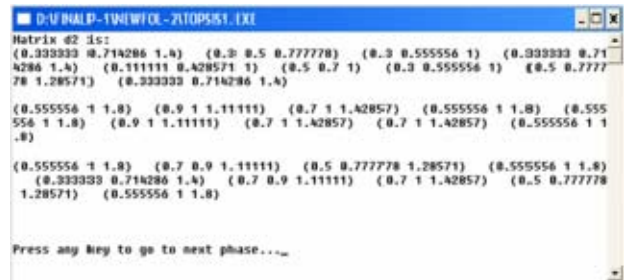 D:\FINALP~1\NEWFOL~2\TOPSIS1.EXE
Matrix d2 is:
(0.333333 0.714286 1.4) (0.3 0.5 0.777778) (0.3 0.555556 1) (0.333333 0.71
4286 1.4) (0.111111 0.428571 1) (0.5 0.7 1) (0.3 0.555556 1) (0.5 0.7777
78 1.28571) (0.333333 0.714286 1.4)
(0.555556 1 1.8) (0.9 1 1.11111) (0.7 1 1.42857) (0.555556 1 1.8) (0.555
556 1 1.8) (0.9 1 1.11111) (0.7 1 1.42857) (0.7 1 1.42857) (0.555556 1 1
.8)
(0.555556 1 1.8) (0.7 0.9 1.11111) (0.5 0.777778 1.28571) (0.555556 1 1.8)
(0.333333 0.714286 1.4) (0.7 0.9 1.11111) (0.7 1 1.42857) (0.5 0.777778
1.28571) (0.555556 1 1.8)
Press any key to go to next phase..._